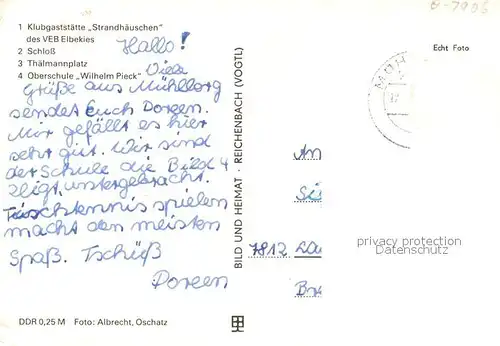 1 Klubgaststätte „Strandhäuschen"
des VEB Elbekies
2 Schloß
3 Thälmannplatz
4 Oberschule „Wilhelm Pieck"
Hallo!
Viele
Grüße aus Mühlberg
sendet Euch Doreen.
Mir gefällt es hier
sehr gut. Wir sind
der Schule die Bild 4
zeigt, untergebracht.
Tischtennis spielen
macht den meisten
Spaß. Tschüß
Doreen
DDR 0,25 M Foto: Albrecht, Oschatz
BILD UND HEIMAT · REICHENBACH (VOGTL)
Echt Foto
MÜH
An
7812
privacy protection
Datenschutz